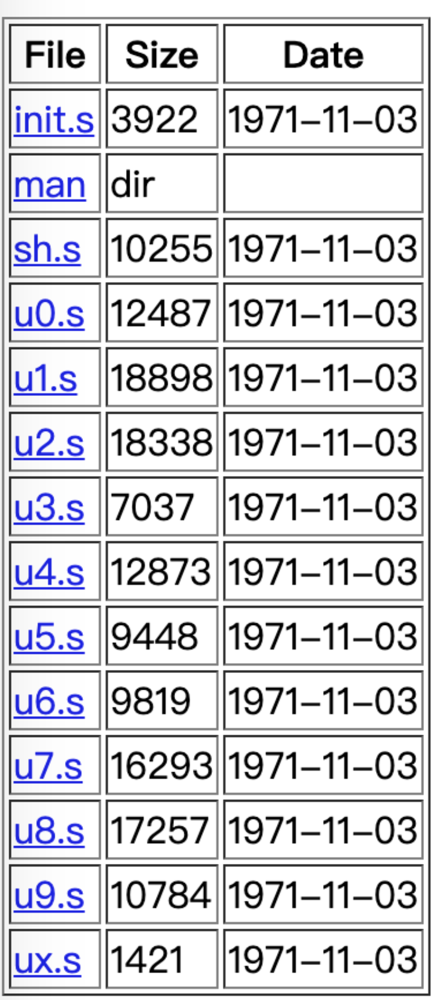 File Size Date
init.s 3922 1971–11–03
man dir
sh.s 10255 1971–11–03
u0.s 12487 1971–11–03
u1.s 18898 1971–11–03
u2.s 18338 1971–11–03
u3.s 7037 1971–11–03
u4.s 12873 1971–11–03
u5.s 9448 1971–11–03
u6.s 9819 1971–11–03
u7.s 16293 1971–11–03
u8.s 17257 1971–11–03
u9.s 10784 1971–11–03
ux.s 1421 1971–11–03